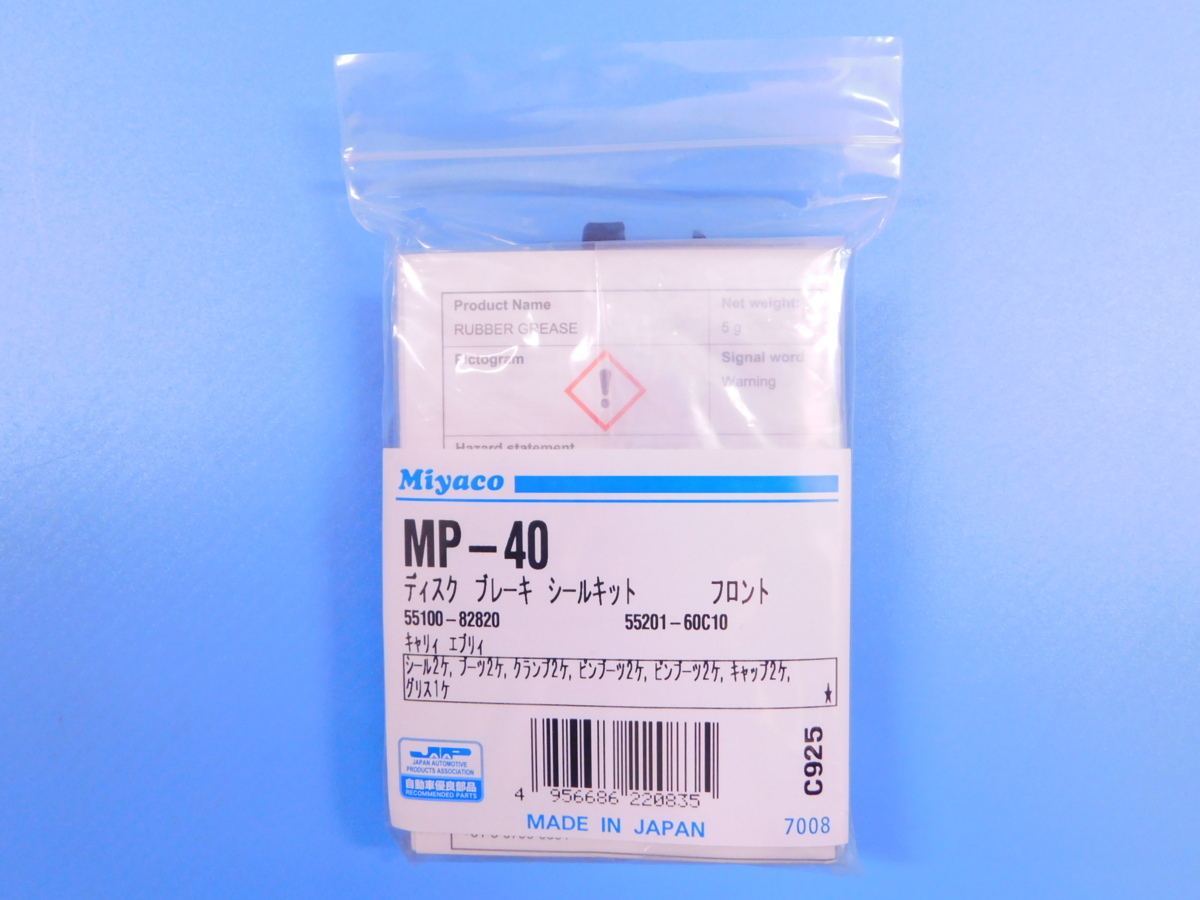 Product Name
Net weight:
RUBBER GREASE
5 g
Pictogram
Signal word
Warning
Hazard statement
Miyaco
MP-40
ディスク ブレーキ シールキット フロント
55100-82820 55201-60C10
キャリィ エブリィ
シール2ケ, ブーツ2ケ, クランプ2ケ, ピンブーツ2ケ, ピンブーツ2ケ, キャップ2ケ,
グリス1ケ ★
C925
JAP
JAPAN AUTOMOTIVE
PRODUCTS ASSOCIATION
自動車優良部品
RECOMMENDED PARTS
4 956686 220835
MADE IN JAPAN
7008